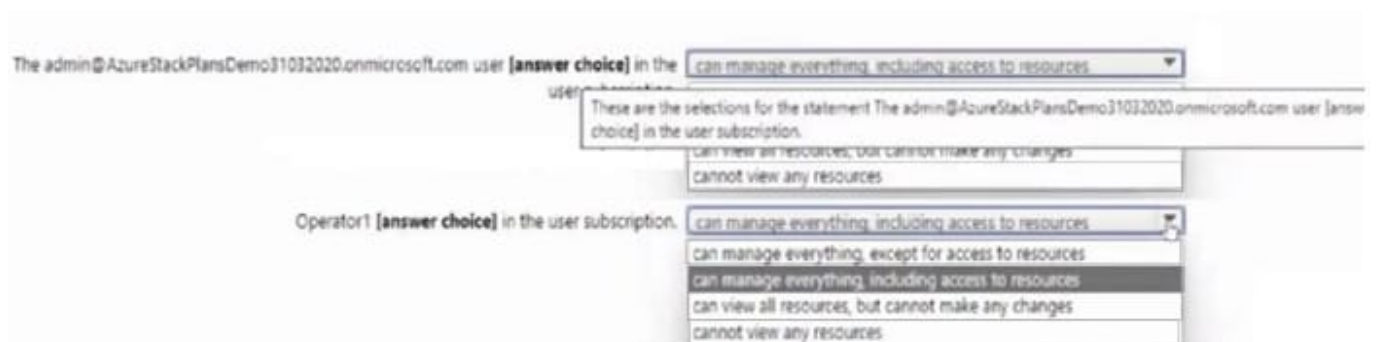 The admin@AzureStackPlansDemo31032020.onmicrosoft.com user [answer choice] in the
can manage everything, including access to resources
user subscription.
These are the selections for the statement The admin@AzureStackPlansDemo31032020.onmicrosoft.com user [answ
choice] in the user subscription.
can view all resources, but cannot make any changes
cannot view any resources
Operator1 [answer choice] in the user subscription.
can manage everything, including access to resources
can manage everything, except for access to resources
can manage everything, including access to resources
can view all resources, but cannot make any changes
cannot view any resources